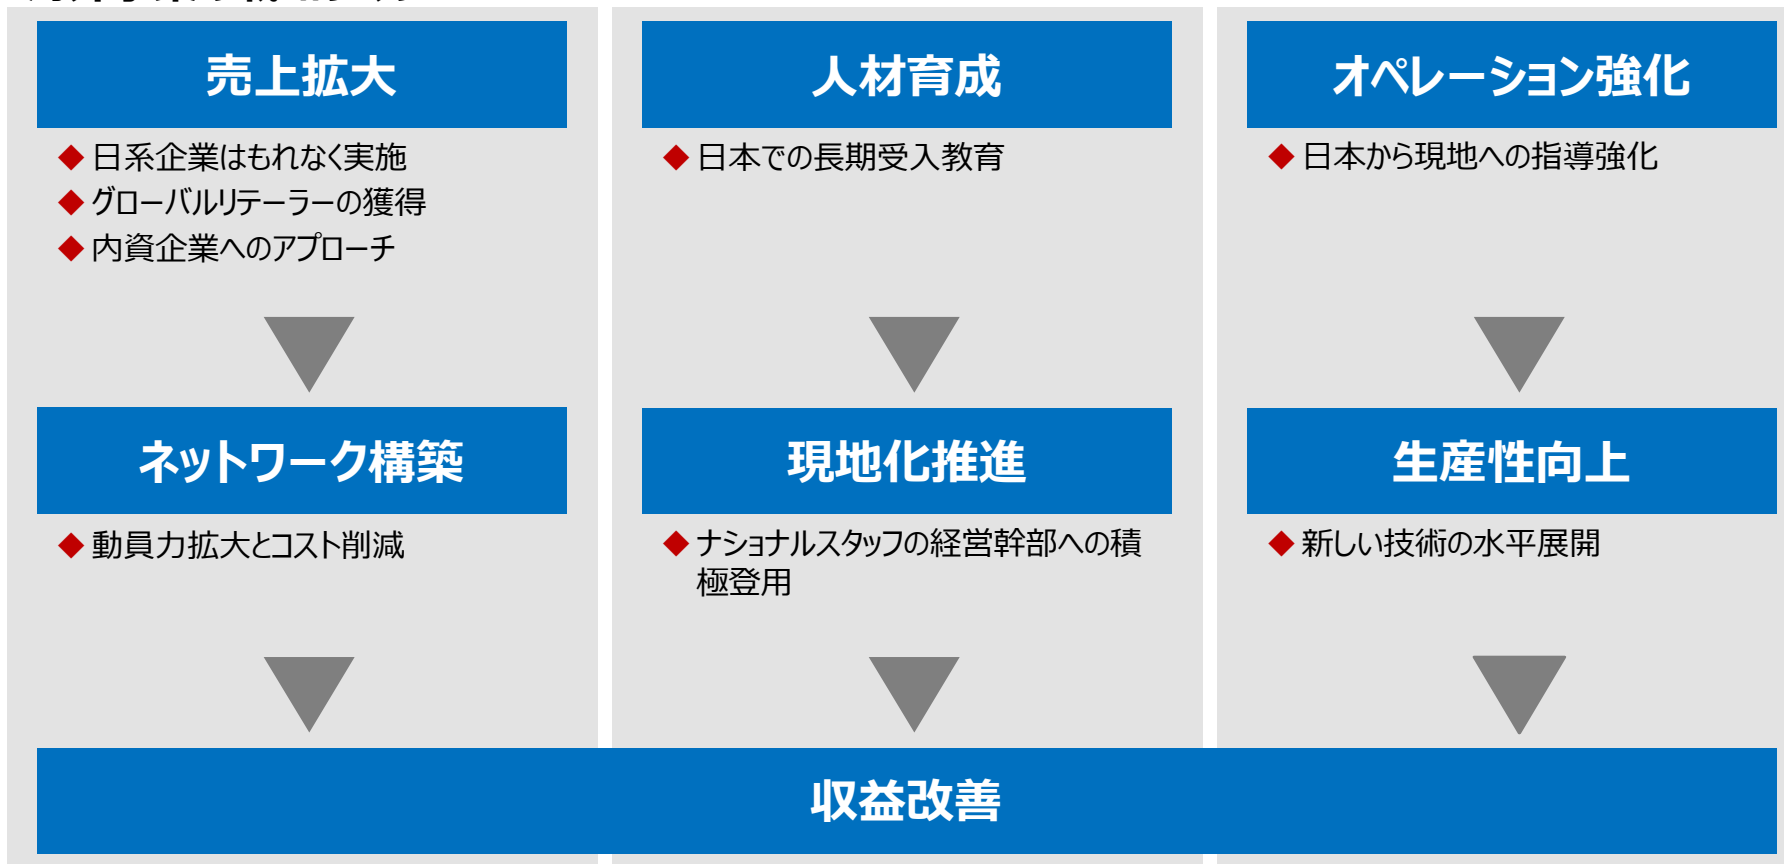 売上拡大
◆日系企業はもれなく実施
◆グローバルリテーラーの獲得
◆内資企業へのアプローチ
ネットワーク構築
◆動員力拡大とコスト削減
人材育成
◆日本での長期受入教育
現地化推進
◆ナショナルスタッフの経営幹部への積
極登用
オペレーション強化
◆日本から現地への指導強化
生産性向上
◆新しい技術の水平展開
収益改善